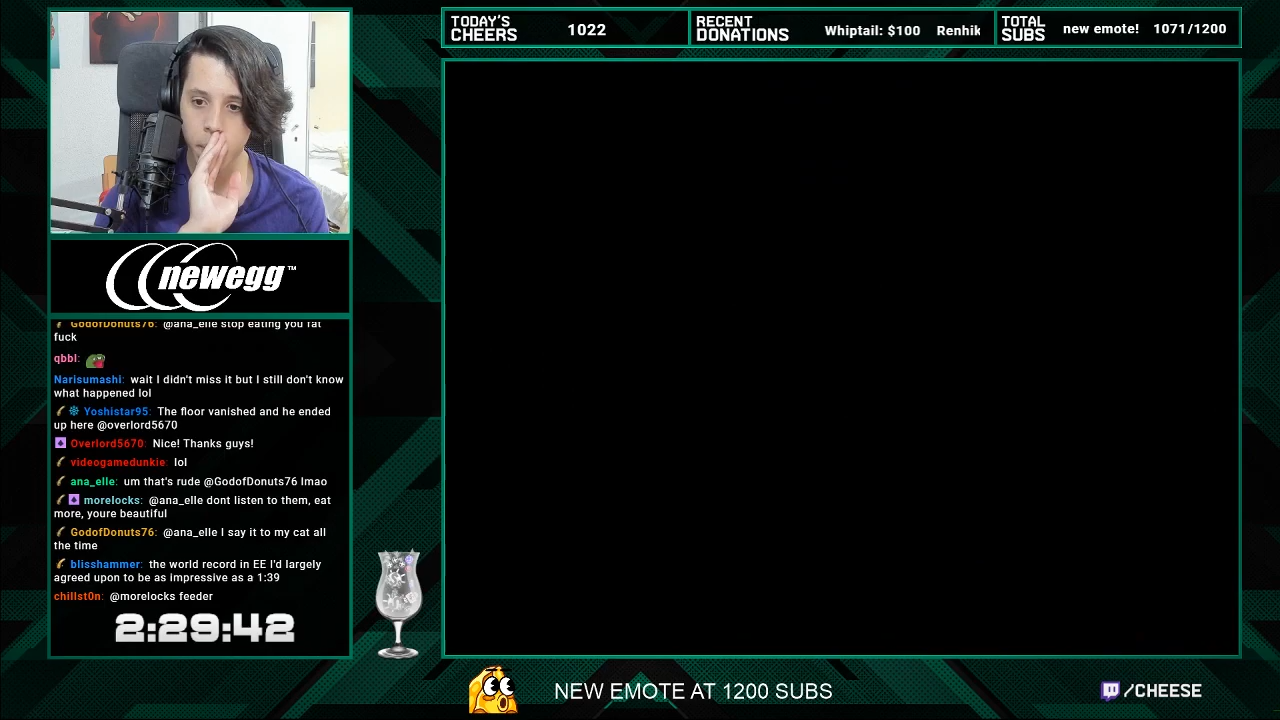 TODAY'S
CHEERS
1022
RECENT
DONATIONS
Whiptail: $100 Renhik
TOTAL
SUBS
new emote! 1071/1200
newegg™
GodofDonuts76: @ana_elle stop eating you fat
fuck
qbbl:
Narisumashi: wait I didn't miss it but I still don't know
what happened lol
Yoshistar95: The floor vanished and he ended
up here @overlord5670
Overlord5670: Nice! Thanks guys!
videogamedunkie: lol
ana_elle: um that's rude @GodofDonuts76 lmao
morelocks: @ana_elle dont listen to them, eat
more, youre beautiful
GodofDonuts76: @ana_elle I say it to my cat all
the time
blisshammer: the world record in EE I'd largely
agreed upon to be as impressive as a 1:39
chillst0n: @morelocks feeder
2:29:42
NEW EMOTE AT 1200 SUBS
/CHEESE